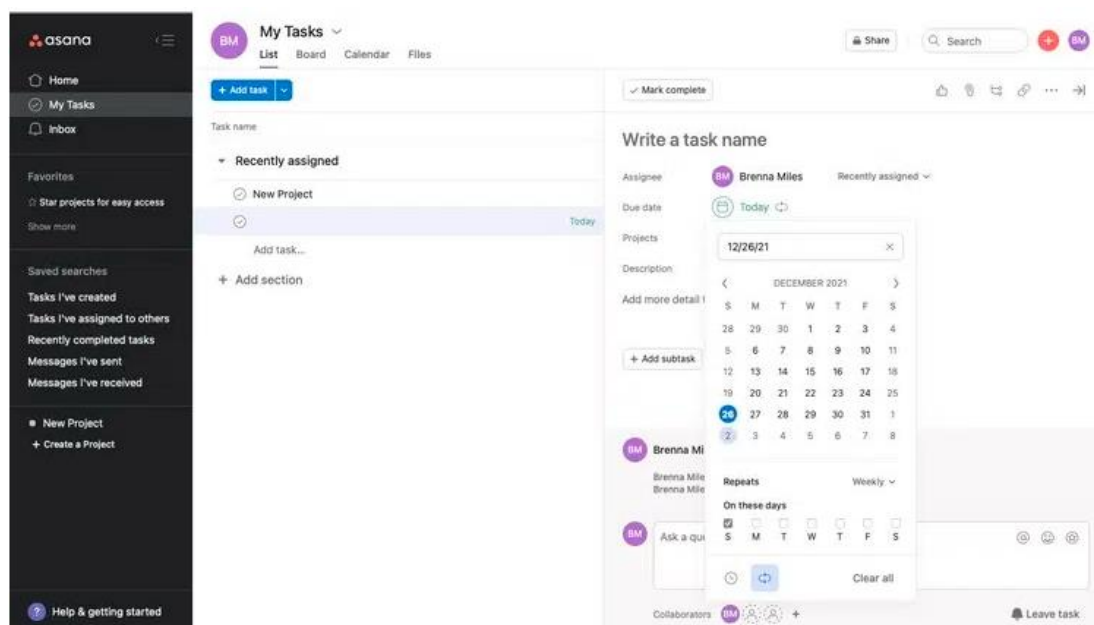 asana
Home
My Tasks
Inbox
Favorites
Star projects for easy access
Show more
Saved searches
Tasks I've created
Tasks I've assigned to others
Recently completed tasks
Messages I've sent
Messages I've received
New Project
+ Create a Project
? Help & getting started
BM My Tasks
List Board Calendar Files
Share
Search
+
BM
+ Add task
Task name
Recently assigned
New Project
Today
Add task...
+ Add section
Mark complete
Write a task name
Assignee BM Brenna Miles Recently assigned
Due date Today
Projects
Description
Add more detail
+ Add subtask
12/26/21 ×
< DECEMBER 2021 >
S M T W T F S
28 29 30 1 2 3 4
5 6 7 8 9 10 11
12 13 14 15 16 17 18
19 20 21 22 23 24 25
26 27 28 29 30 31 1
2 3 4 5 6 7 8
Repeats Weekly
On these days
S M T W T F S
Clear all
BM Brenna Mi
Brenna Mile
Brenna Mile
BM Ask a que
Collaborators BM +
Leave task